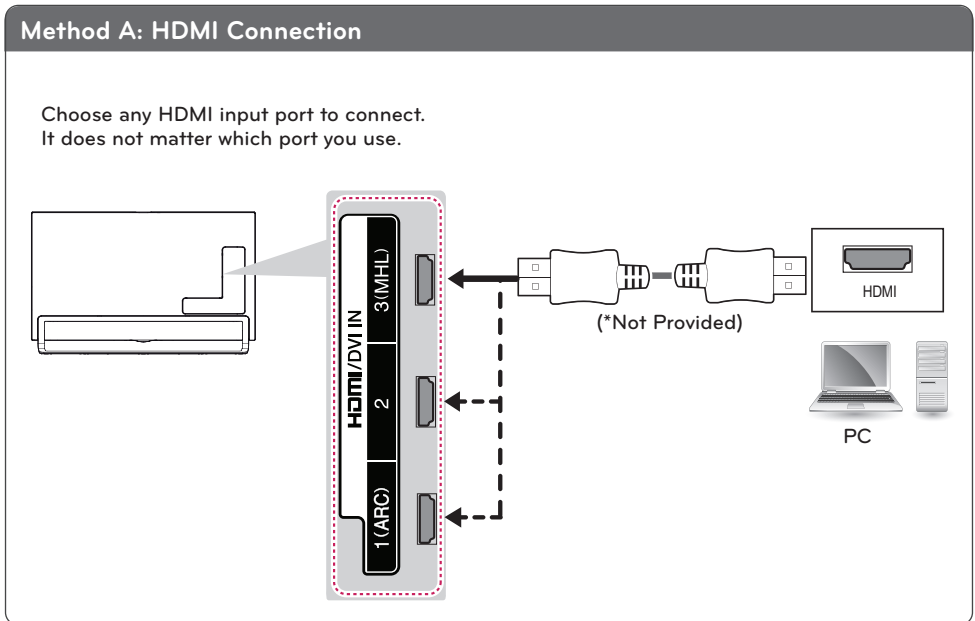 Method A: HDMI Connection
Choose any HDMI input port to connect.
It does not matter which port you use.
HDMI/DVI IN
3(MHL)
2
1(ARC)
(*Not Provided)
HDMI
PC